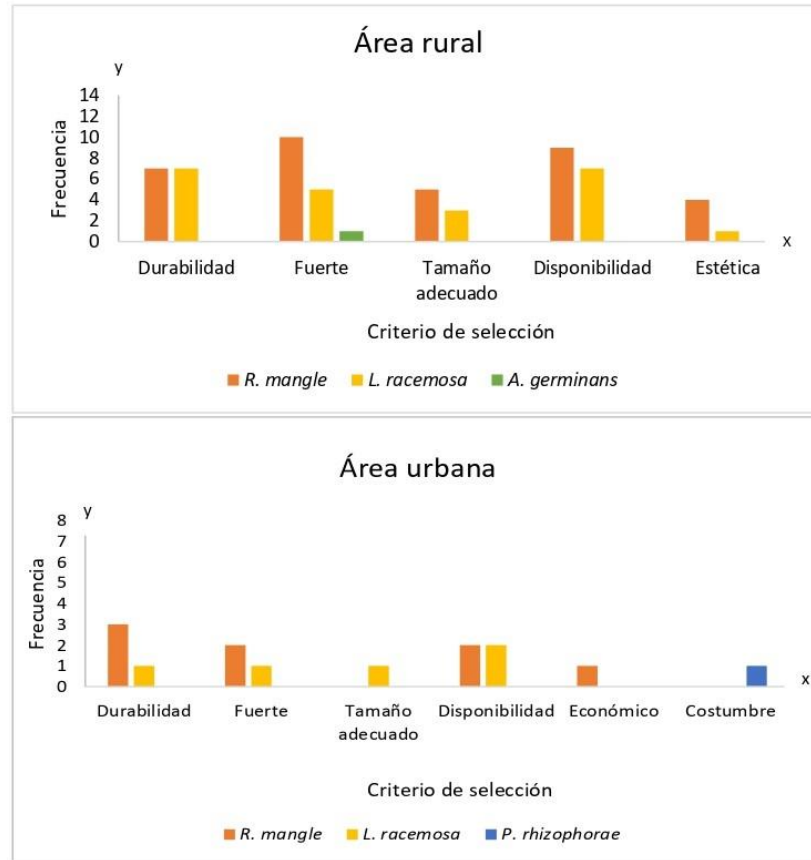 Área rural
y
14
12
10
8
6
4
2
0
Frecuencia
x
Durabilidad Fuerte Tamaño adecuado Disponibilidad Estética
Criterio de selección
R. mangle L. racemosa A. germinans
Área urbana
y
8
7
6
5
4
3
2
1
0
Frecuencia
x
Durabilidad Fuerte Tamaño adecuado Disponibilidad Económico Costumbre
Criterio de selección
R. mangle L. racemosa P. rhizophorae